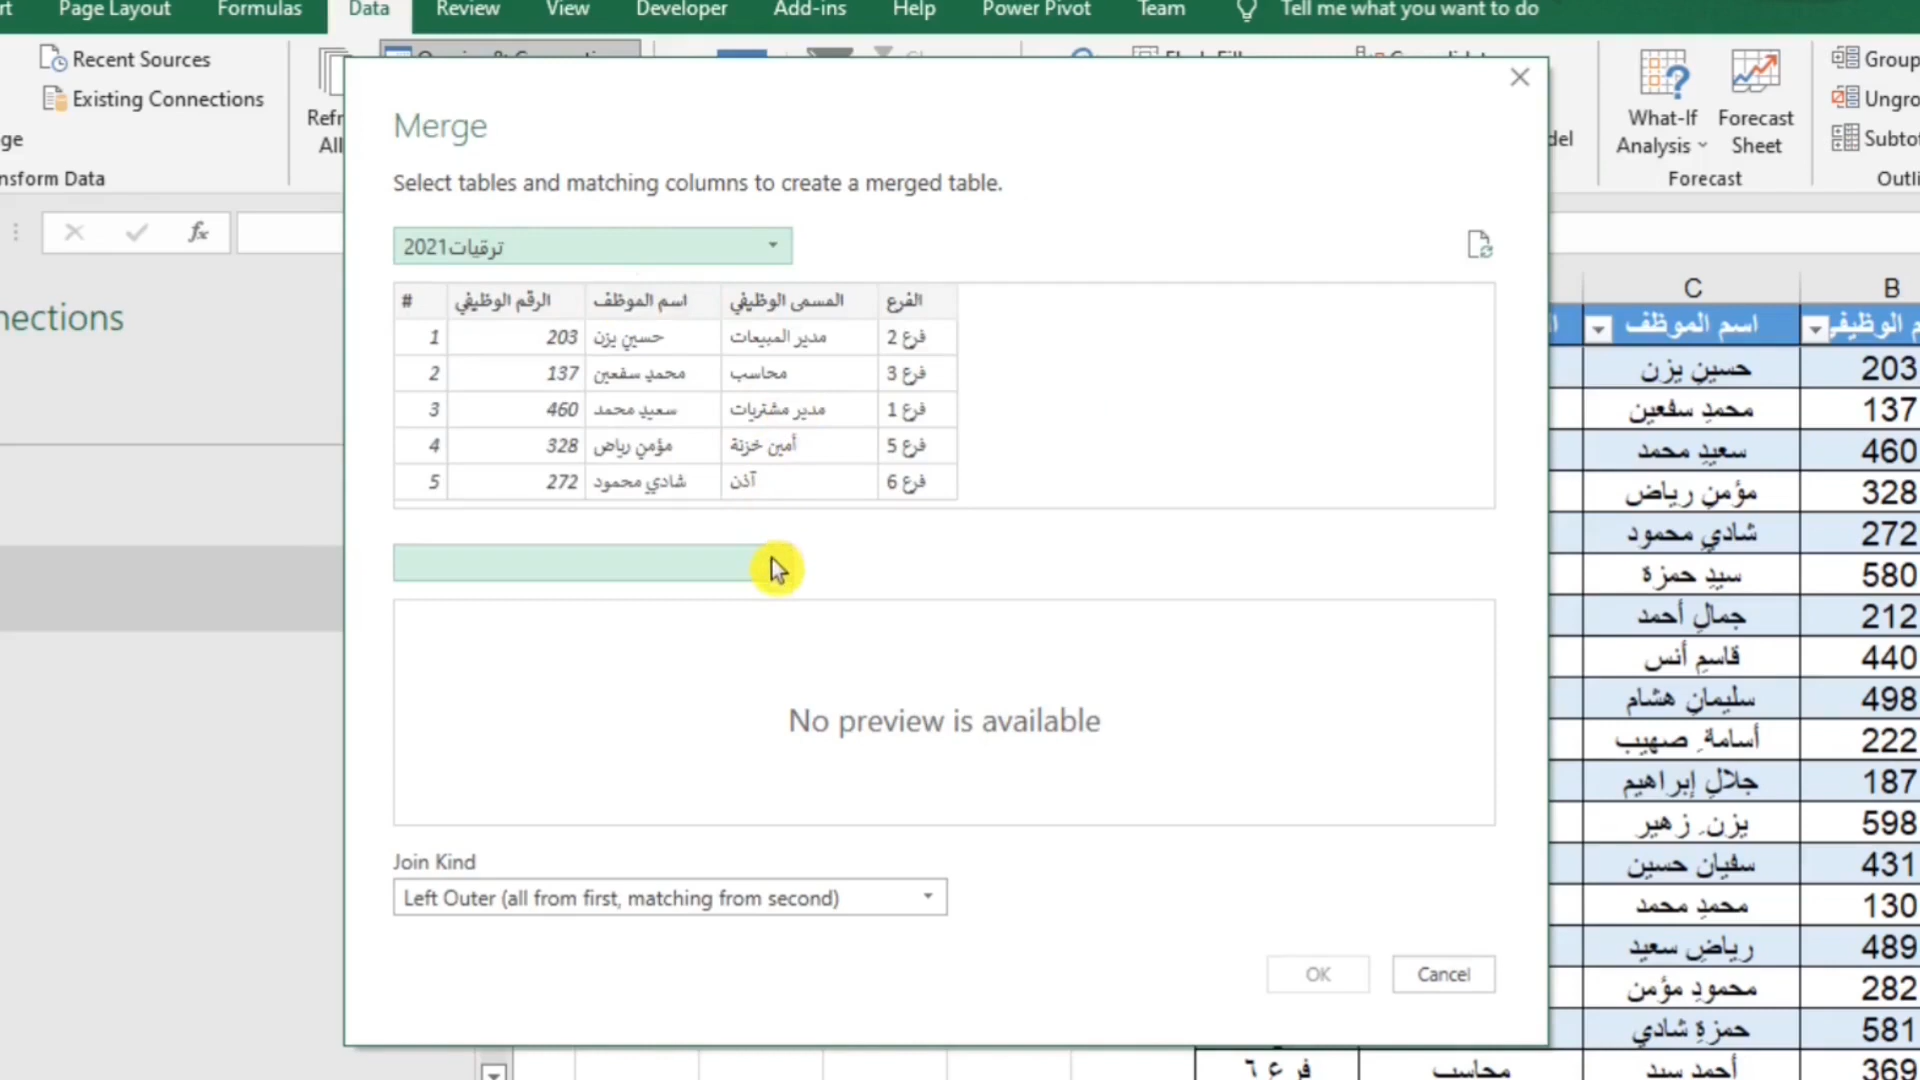 Page Layout Formulas Data Review View Developer Add-ins Help Power Pivot Team Tell me what you want to do
Recent Sources
Existing Connections
All
What-If Analysis
Forecast Sheet
Group
Forecast
fx
Merge
Select tables and matching columns to create a merged table.
ترقيات2021
# الرقم الوظيفي اسم الموظف المسمى الوظيفي الفرع
1 203 حسين يزن مدير المبيعات فرع 2
2 137 محمد سفعين محاسب فرع 3
3 460 سعيد محمد مدير مشتريات فرع 1
4 328 مؤمن رياض أمين خزنة فرع 5
5 272 شادي محمود آذن فرع 6
No preview is available
Join Kind
Left Outer (all from first, matching from second)
OK Cancel
C B
اسم الموظف
حسين يزن 203
محمد سفعين 137
سعيد محمد 460
مؤمن رياض 328
شادي محمود 272
سيد حمزة 580
جمال أحمد 212
قاسم أنس 440
سليمان هشام 498
أسامة صهيب 222
جلال إبراهيم 187
يزن زهير 598
سفيان حسين 431
محمد محمد 130
رياض سعيد 489
محمود مؤمن 282
حمزة شادي 581
فرع ٦ محاسب أحمد سيد 369